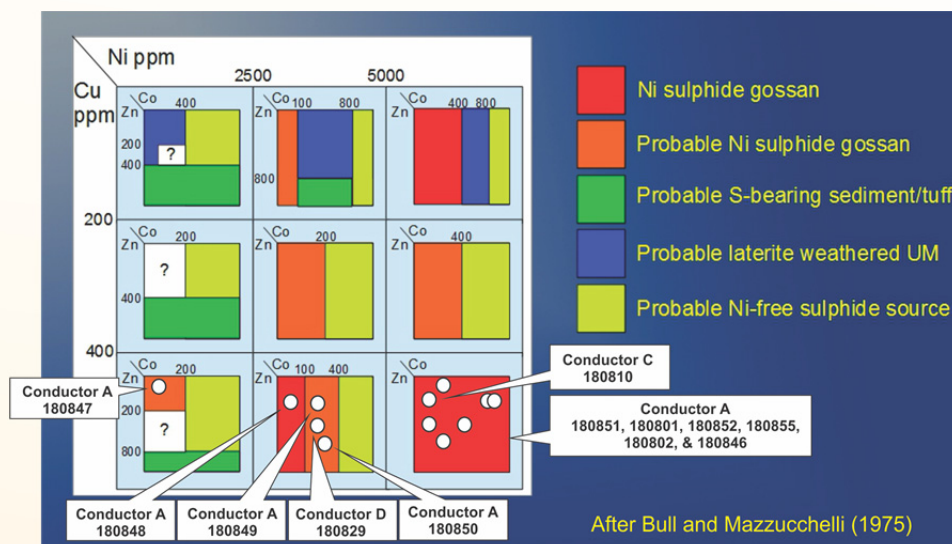 Ni ppm
2500
5000
Cu
ppm
Co
Zn
400
200
400
?
Co
Zn
100
800
800
Co
Zn
400
800
200
Co
Zn
200
400
?
Co
Zn
200
Co
Zn
400
400
Co
Zn
200
200
800
?
Co
Zn
100
400
Co
Zn
Ni sulphide gossan
Probable Ni sulphide gossan
Probable S-bearing sediment/tuff
Probable laterite weathered UM
Probable Ni-free sulphide source
Conductor A
180847
Conductor C
180810
Conductor A
180851, 180801, 180852, 180855,
180802, & 180846
Conductor A
180848
Conductor A
180849
Conductor D
180829
Conductor A
180850
After Bull and Mazzucchelli (1975)